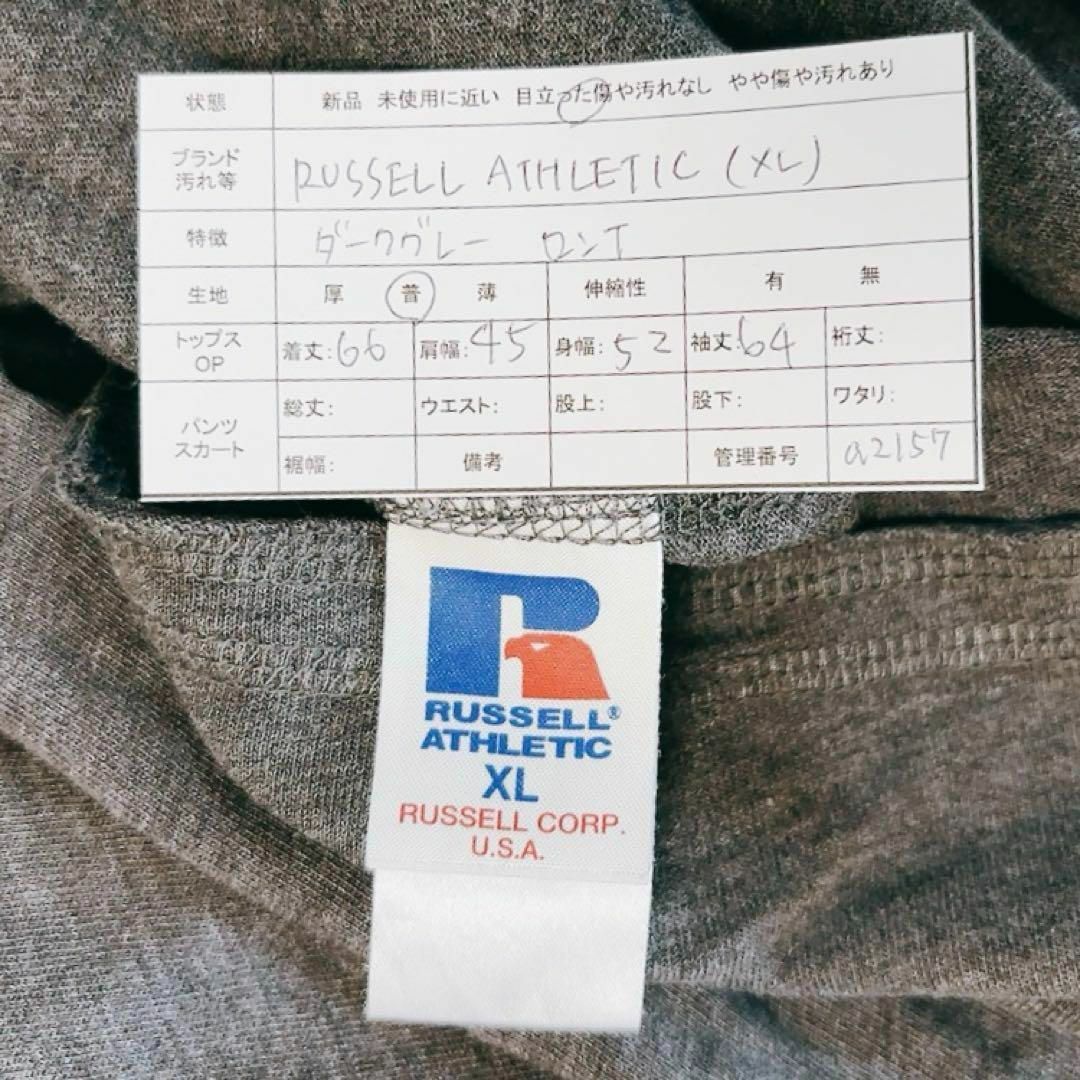 状態 新品 未使用に近い 目立った傷や汚れなし やや傷や汚れあり
ブランド
汚れ等
RUSSELL ATHLETIC (XL)
特徴 ダークグレー ロンT
生地 厚 普 薄 伸縮性 有 無
トップス
OP
着丈:66 肩幅:45 身幅:52 袖丈:64 裄丈:
パンツ
スカート
総丈: ウエスト: 股上: 股下: ワタリ:
裾幅: 備考 管理番号 a2157
R
RUSSELL®
ATHLETIC
XL
RUSSELL CORP.
U.S.A.